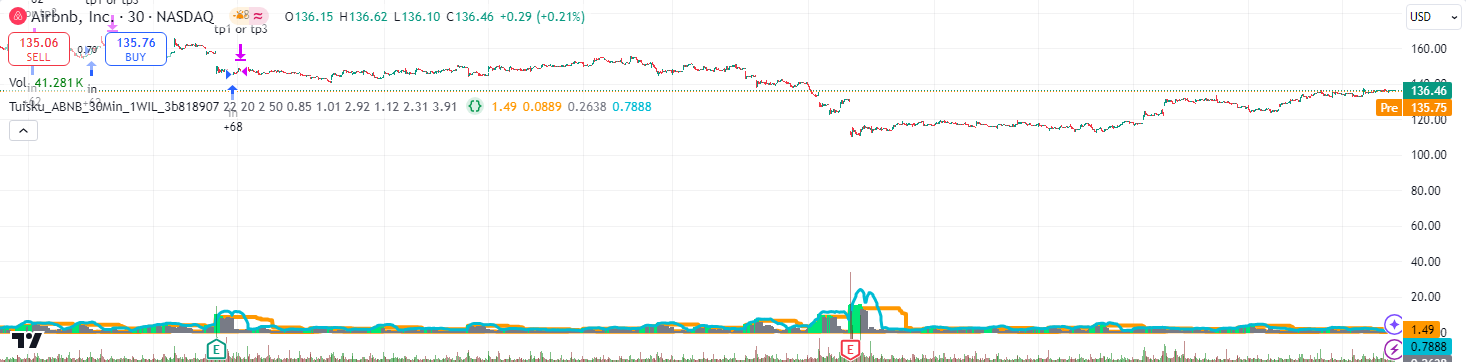 tp1 or tp3
Airbnb, Inc. · 30 · NASDAQ
O136.15 H136.62 L136.10 C136.46 +0.29 (+0.21%)
USD
tp1 or tp3
135.06
SELL
0.70
135.76
BUY
160.00
Vol 41.281 K
in
in
136.46
Tutsku_ABNB_30Min_1WIL_3b818907 22 20 2 50 0.85 1.01 2.92 1.12 2.31 3.91 1.49 0.0889 0.2638 0.7888
Pre 135.75
in
120.00
+68
100.00
80.00
60.00
40.00
20.00
1.49
0.7888
E
E